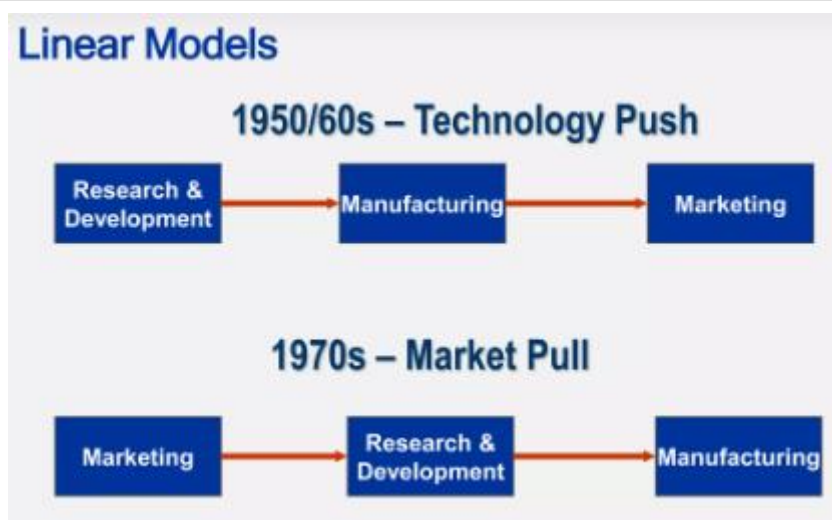 Linear Models
1950/60s – Technology Push
Research &
Development
Manufacturing
Marketing
1970s – Market Pull
Marketing
Research &
Development
Manufacturing